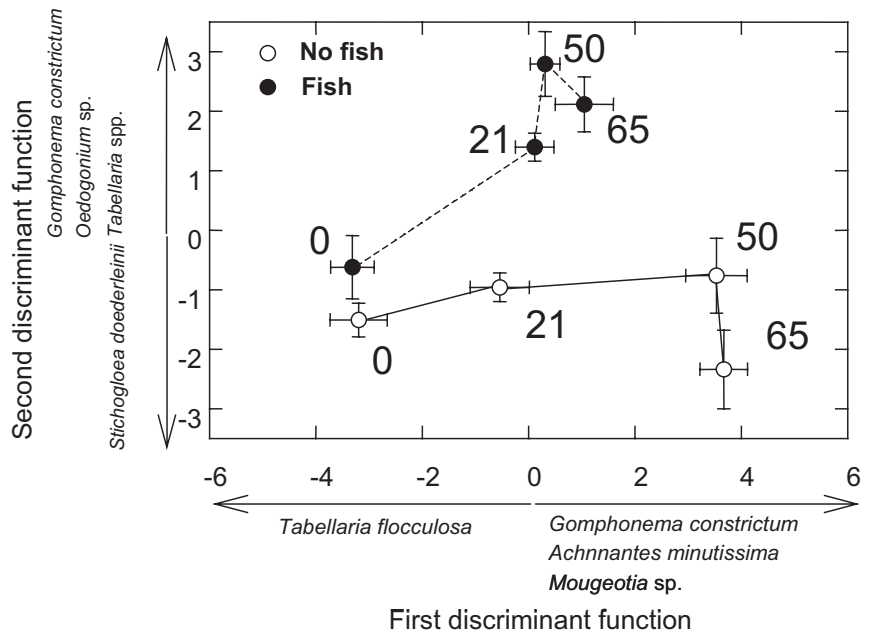 No fish
Fish
50
65
21
0
50
21
0
65
3
2
1
0
-1
-2
-3
-6
-4
-2
0
2
4
6
Second discriminant function
Gomphonema constrictum
Oedogonium sp.
Stichogloea doederleinii Tabellaria spp.
Tabellaria flocculosa
Gomphonema constrictum
Achnnantes minutissima
Mougeotia sp.
First discriminant function